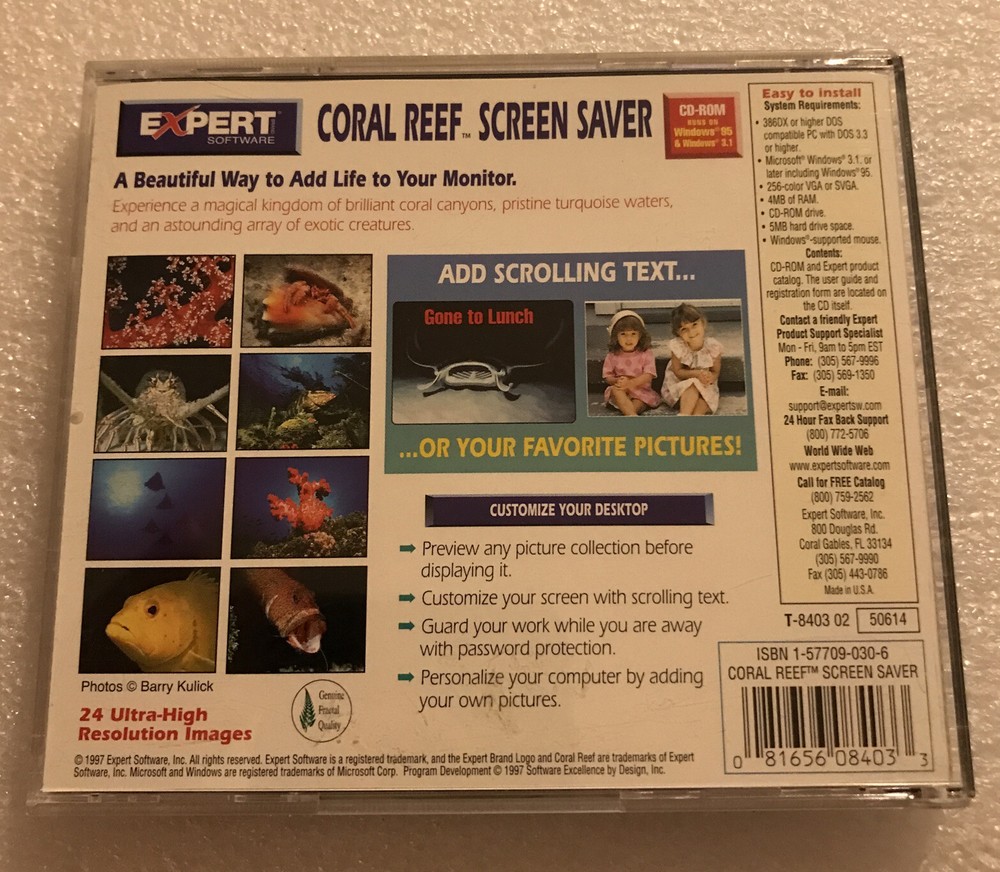 EXPERT
SOFTWARE
CORAL REEF™ SCREEN SAVER
CD-ROM
RUNS ON
Windows® 95
& Windows® 3.1
A Beautiful Way to Add Life to Your Monitor.
Experience a magical kingdom of brilliant coral canyons, pristine turquoise waters,
and an astounding array of exotic creatures.
ADD SCROLLING TEXT...
Gone to Lunch
...OR YOUR FAVORITE PICTURES!
CUSTOMIZE YOUR DESKTOP
➡ Preview any picture collection before
displaying it.
➡ Customize your screen with scrolling text.
➡ Guard your work while you are away
with password protection.
➡ Personalize your computer by adding
your own pictures.
Photos © Barry Kulick
24 Ultra-High
Resolution Images
Genuine
Fractal
Quality
© 1997 Expert Software, Inc. All rights reserved. Expert Software is a registered trademark, and the Expert Brand Logo and Coral Reef are trademarks of Expert
Software, Inc. Microsoft and Windows are registered trademarks of Microsoft Corp. Program Development © 1997 Software Excellence by Design, Inc.
Easy to install
System Requirements:
• 386DX or higher DOS
compatible PC with DOS 3.3
or higher.
• Microsoft® Windows® 3.1. or
later including Windows® 95.
• 256-color VGA or SVGA.
• 4MB of RAM.
• CD-ROM drive.
• 5MB hard drive space.
• Windows®-supported mouse.
Contents:
CD-ROM and Expert product
catalog. The user guide and
registration form are located on
the CD itself.
Contact a friendly Expert
Product Support Specialist
Mon - Fri, 9am to 5pm EST
Phone: (305) 567-9996
Fax: (305) 569-1350
E-mail:
support@expertsw.com
24 Hour Fax Back Support
(800) 772-5706
World Wide Web
www.expertsoftware.com
Call for FREE Catalog
(800) 759-2562
Expert Software, Inc.
800 Douglas Rd.
Coral Gables, FL 33134
(305) 567-9990
Fax (305) 443-0786
Made in U.S.A.
T-8403 02 50614
ISBN 1-57709-030-6
CORAL REEF™ SCREEN SAVER
0 81656 08403 3